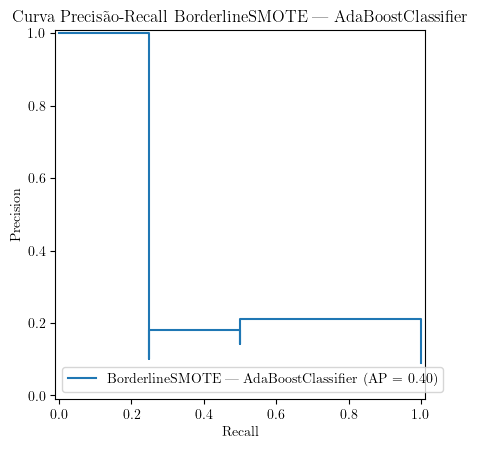 Curva Precisão-Recall BorderlineSMOTE — AdaBoostClassifier
1.0
0.8
0.6
0.4
0.2
0.0
Precision
BorderlineSMOTE — AdaBoostClassifier (AP = 0.40)
0.0 0.2 0.4 0.6 0.8 1.0
Recall